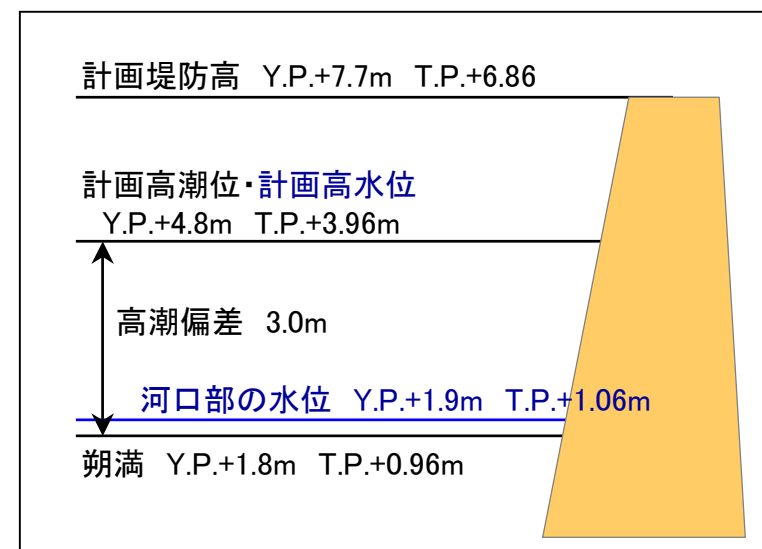 計画堤防高 Y.P.+7.7m T.P.+6.86
計画高潮位・計画高水位
Y.P.+4.8m T.P.+3.96m
高潮偏差 3.0m
河口部の水位 Y.P.+1.9m T.P.+1.06m
朔満 Y.P.+1.8m T.P.+0.96m